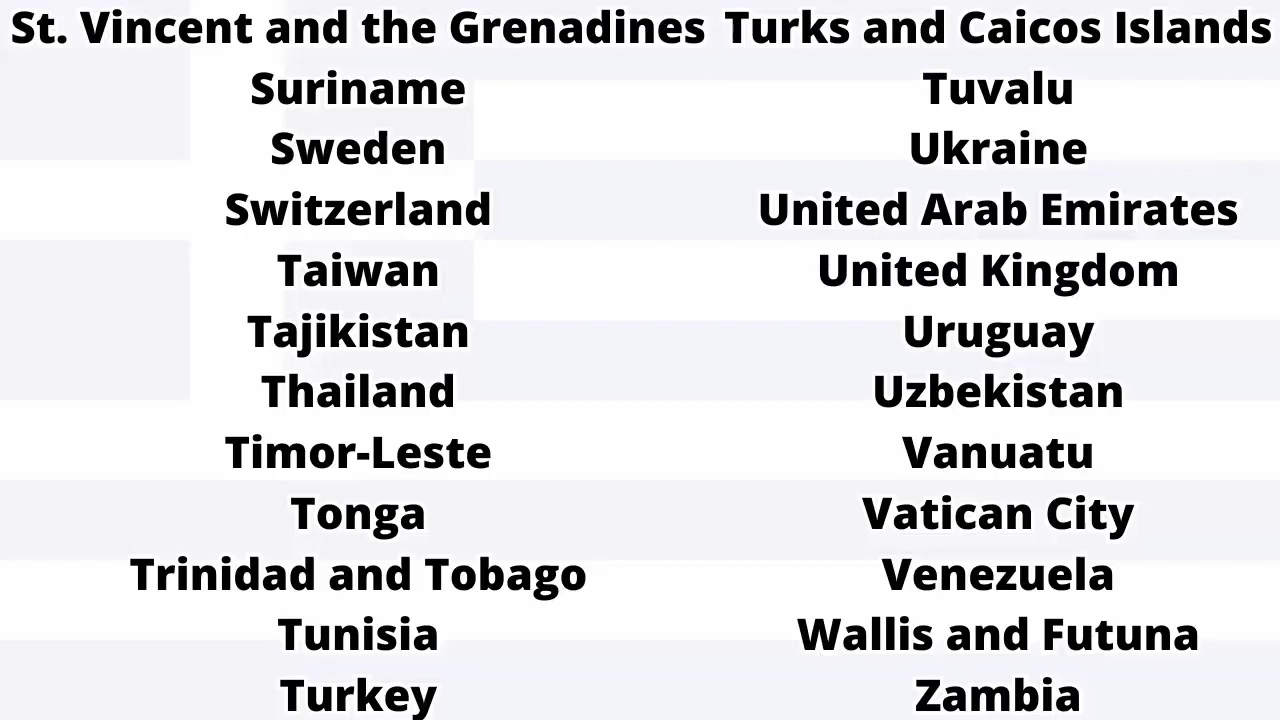 St. Vincent and the Grenadines
Suriname
Sweden
Switzerland
Taiwan
Tajikistan
Thailand
Timor-Leste
Tonga
Trinidad and Tobago
Tunisia
Turkey
Turks and Caicos Islands
Tuvalu
Ukraine
United Arab Emirates
United Kingdom
Uruguay
Uzbekistan
Vanuatu
Vatican City
Venezuela
Wallis and Futuna
Zambia